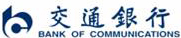 交通銀行
BANK OF COMMUNICATIONS